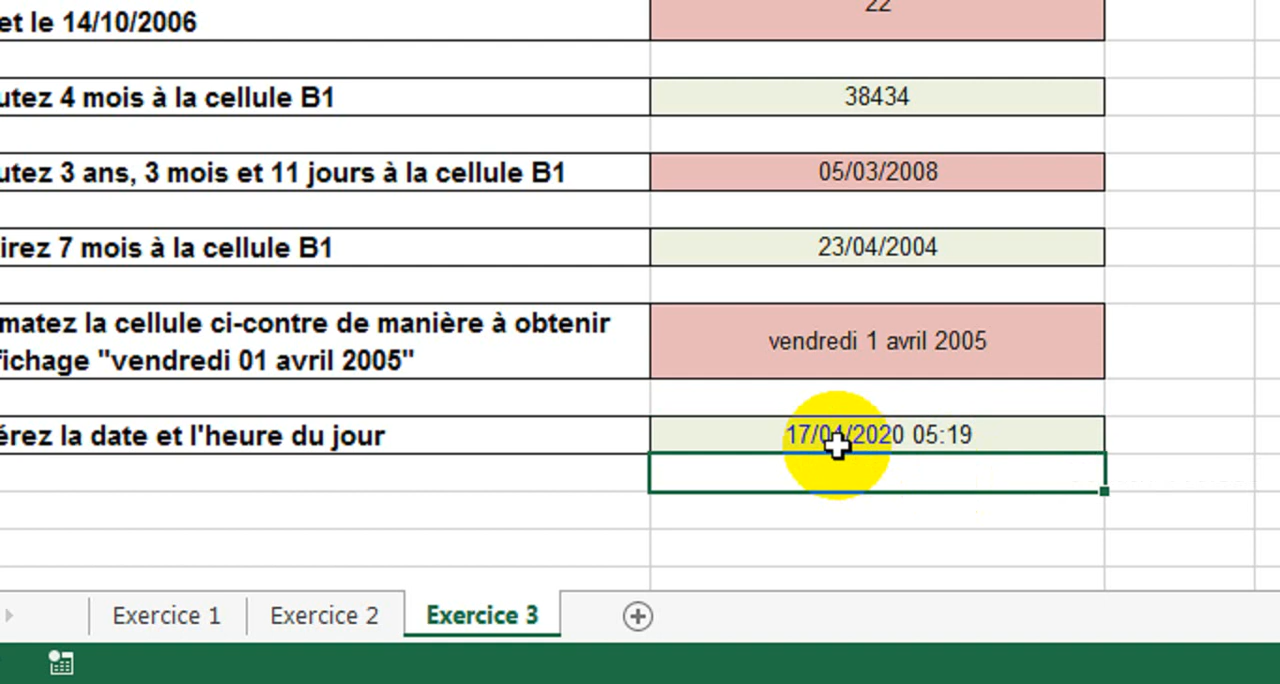 et le 14/10/2006
22
utez 4 mois à la cellule B1
38434
utez 3 ans, 3 mois et 11 jours à la cellule B1
05/03/2008
irez 7 mois à la cellule B1
23/04/2004
matez la cellule ci-contre de manière à obtenir
fichage "vendredi 01 avril 2005"
vendredi 1 avril 2005
érez la date et l'heure du jour
17/04/2020 05:19
Exercice 1 Exercice 2 Exercice 3